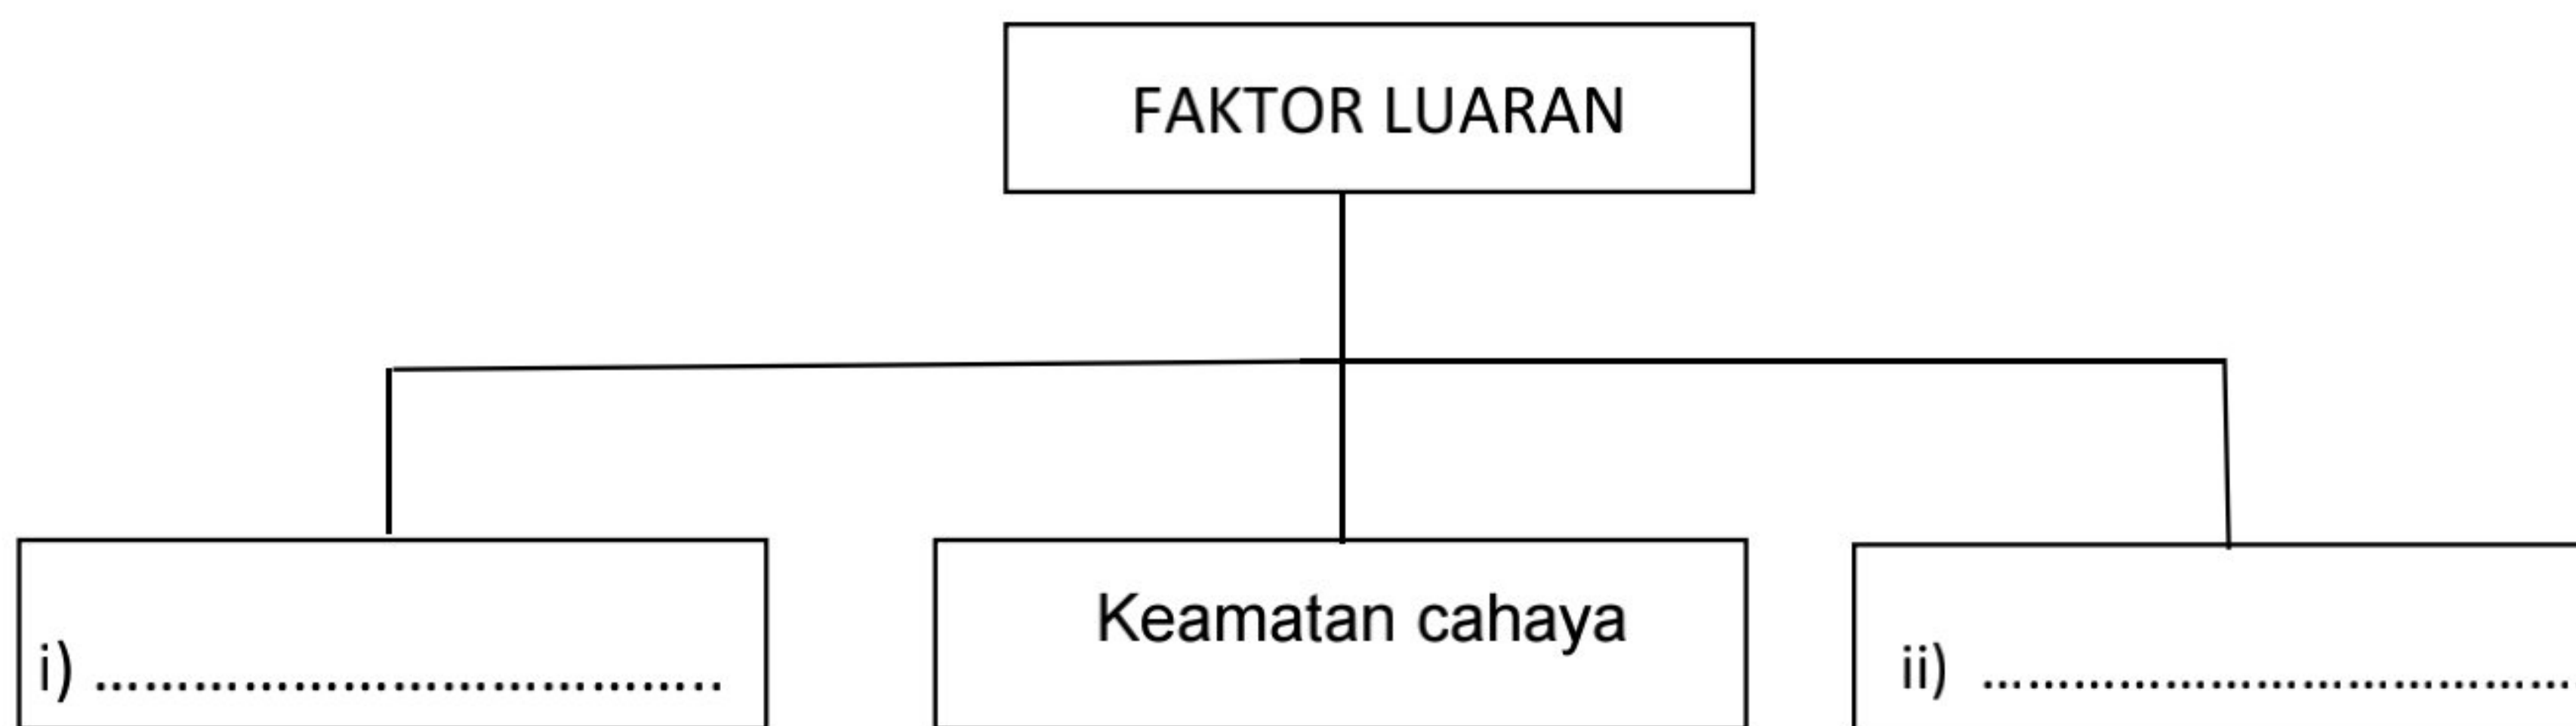 FAKTOR LUARAN
i) ..........................................
Keamatan cahaya
ii) ..........................................